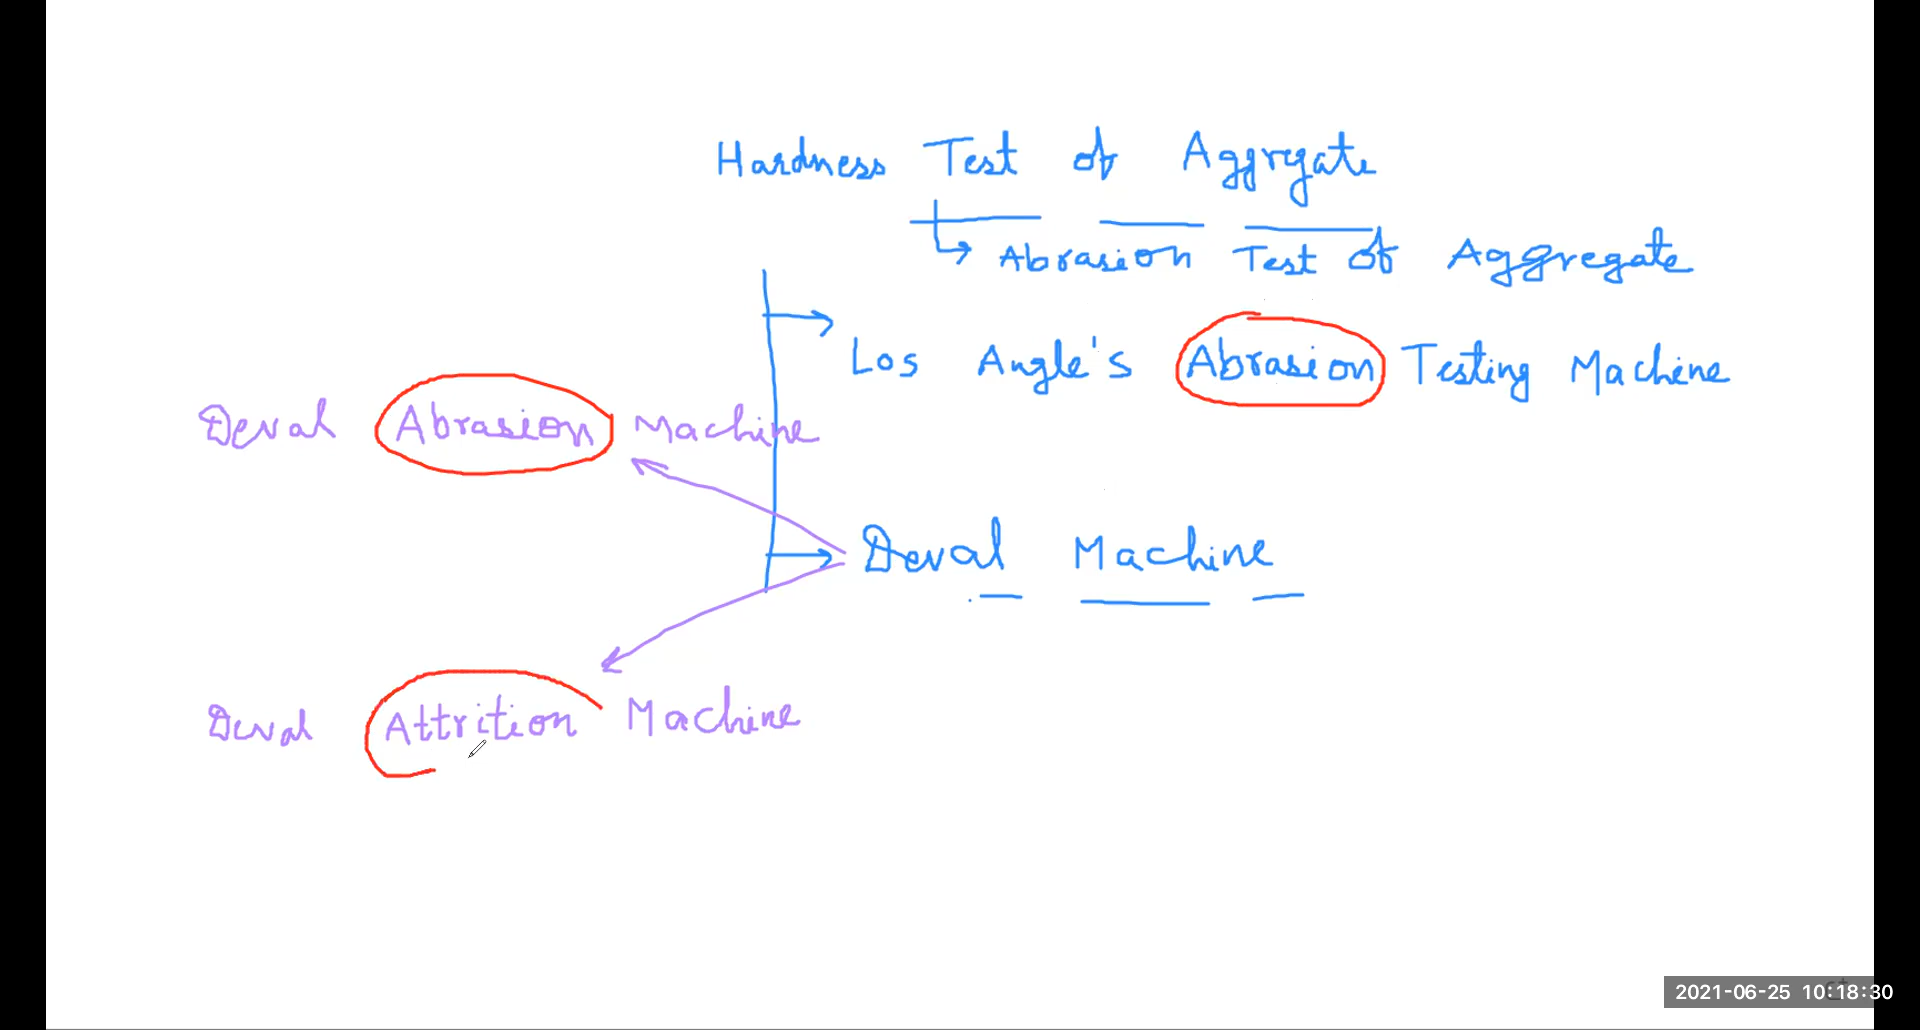 Hardness Test of Aggregate
Abrasion Test of Aggregate
Los Angle's Abrasion Testing Machine
Deval Abrasion Machine
Deval Machine
Deval Attrition Machine
2021-06-25 10:18:30